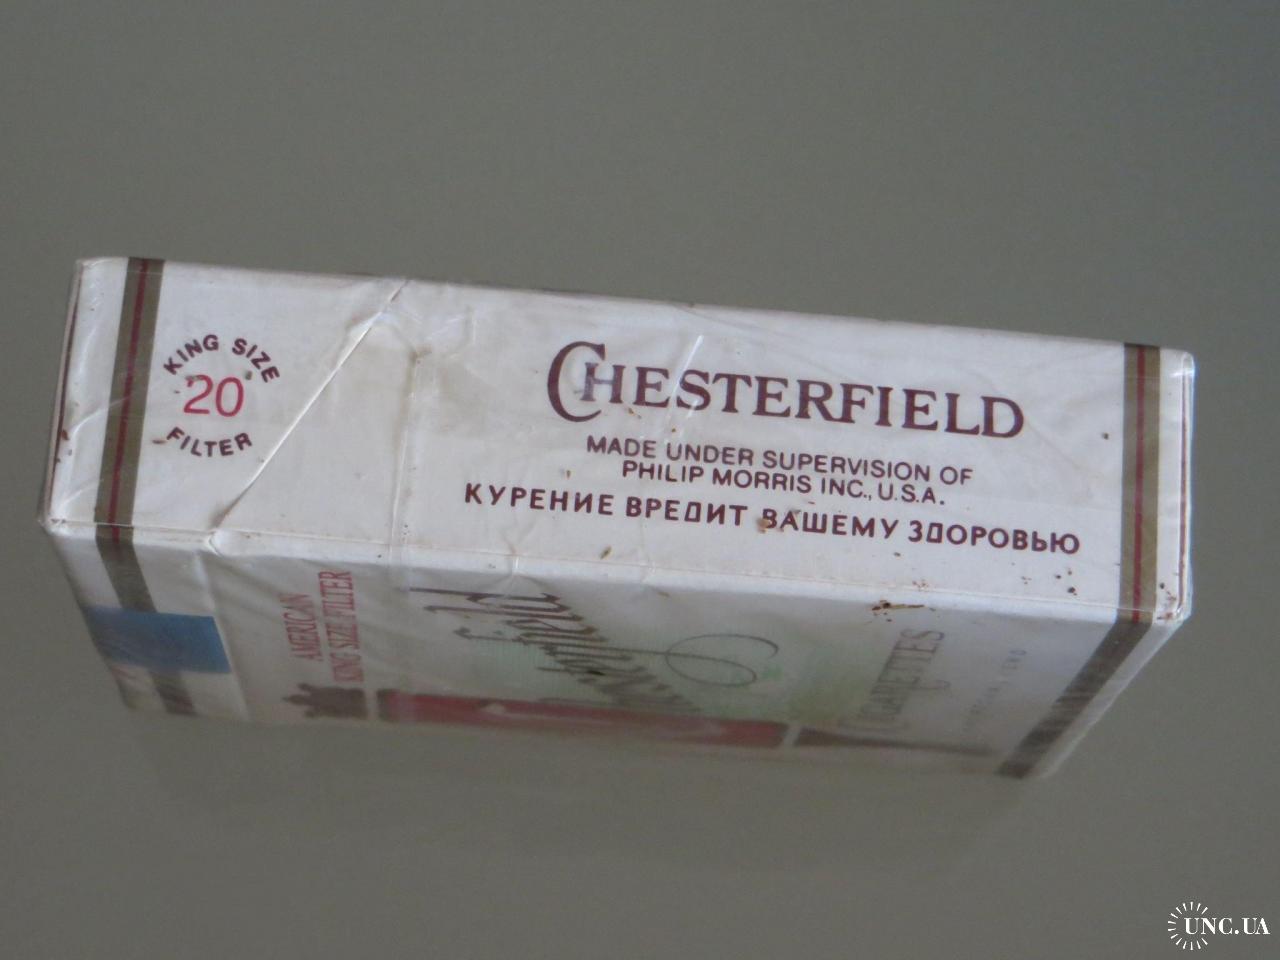 KING SIZE
20
FILTER
CHESTERFIELD
MADE UNDER SUPERVISION OF
PHILIP MORRIS INC., U.S.A.
КУРЕНИЕ ВРЕДИТ ВАШЕМУ ЗДОРОВЬЮ
AMERICAN
KING SIZE FILTER
Chesterfield
CIGARETTES
UNC.UA